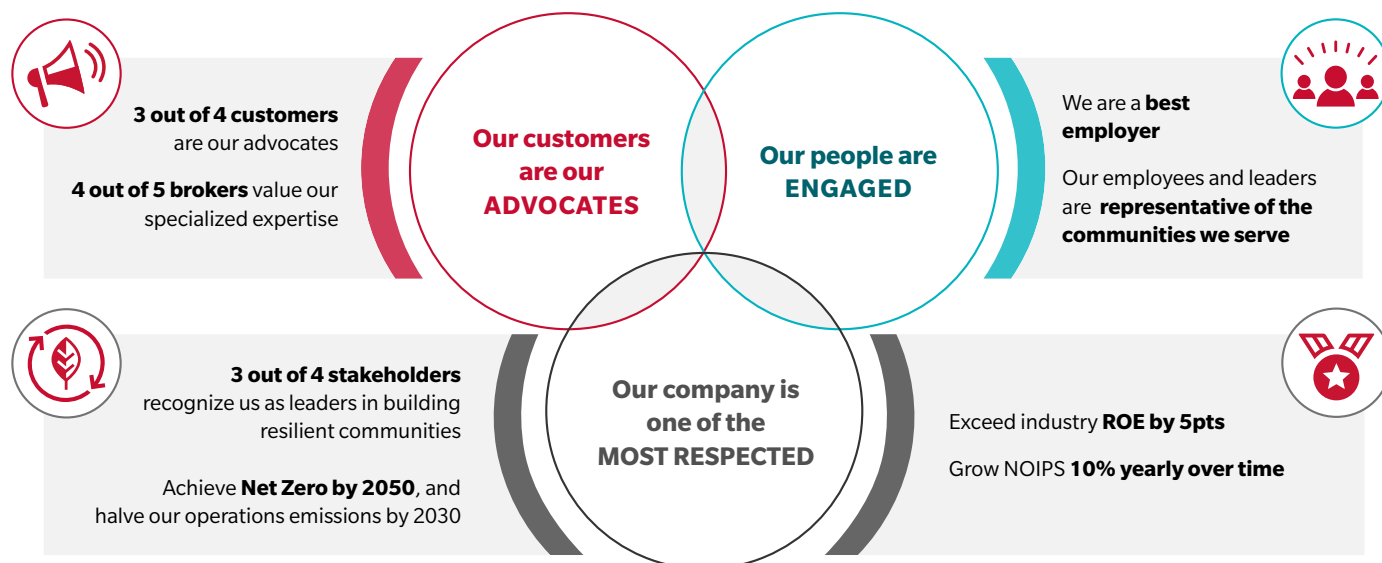 3 out of 4 customers
are our advocates
4 out of 5 brokers value our
specialized expertise
Our customers
are our
ADVOCATES
Our people are
ENGAGED
We are a best
employer
Our employees and leaders
are representative of the
communities we serve
3 out of 4 stakeholders
recognize us as leaders in building
resilient communities
Achieve Net Zero by 2050, and
halve our operations emissions by 2030
Our company is
one of the
MOST RESPECTED
Exceed industry ROE by 5pts
Grow NOIPS 10% yearly over time